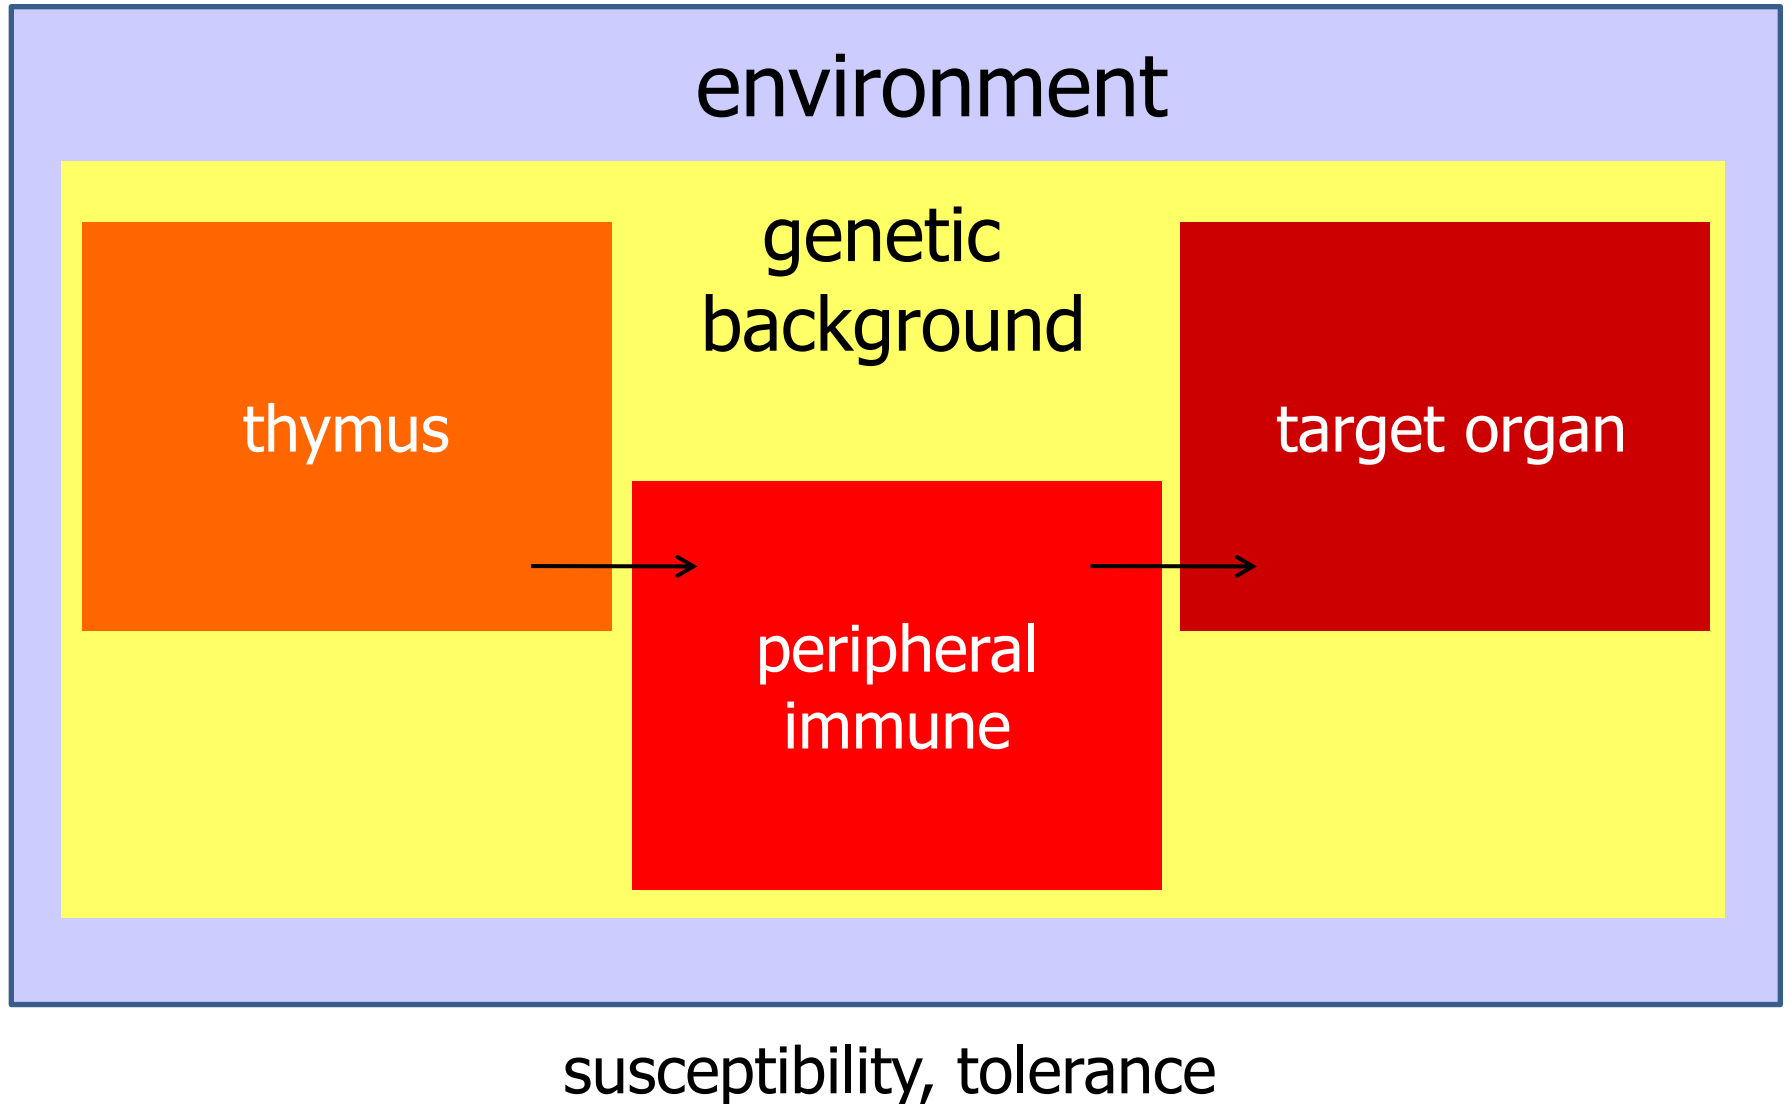 environment
genetic
background
thymus
target organ
peripheral
immune
susceptibility, tolerance